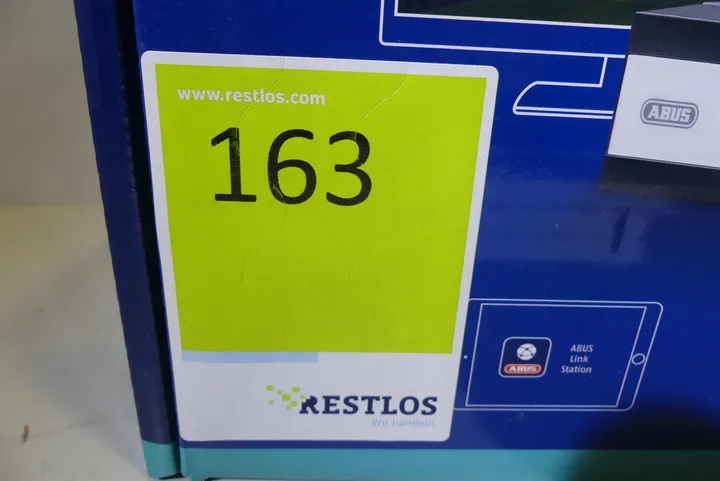 www.restlos.com
163
RESTLOS
Wir handeln.
ABUS
ABUS
Link
Station
ABUS